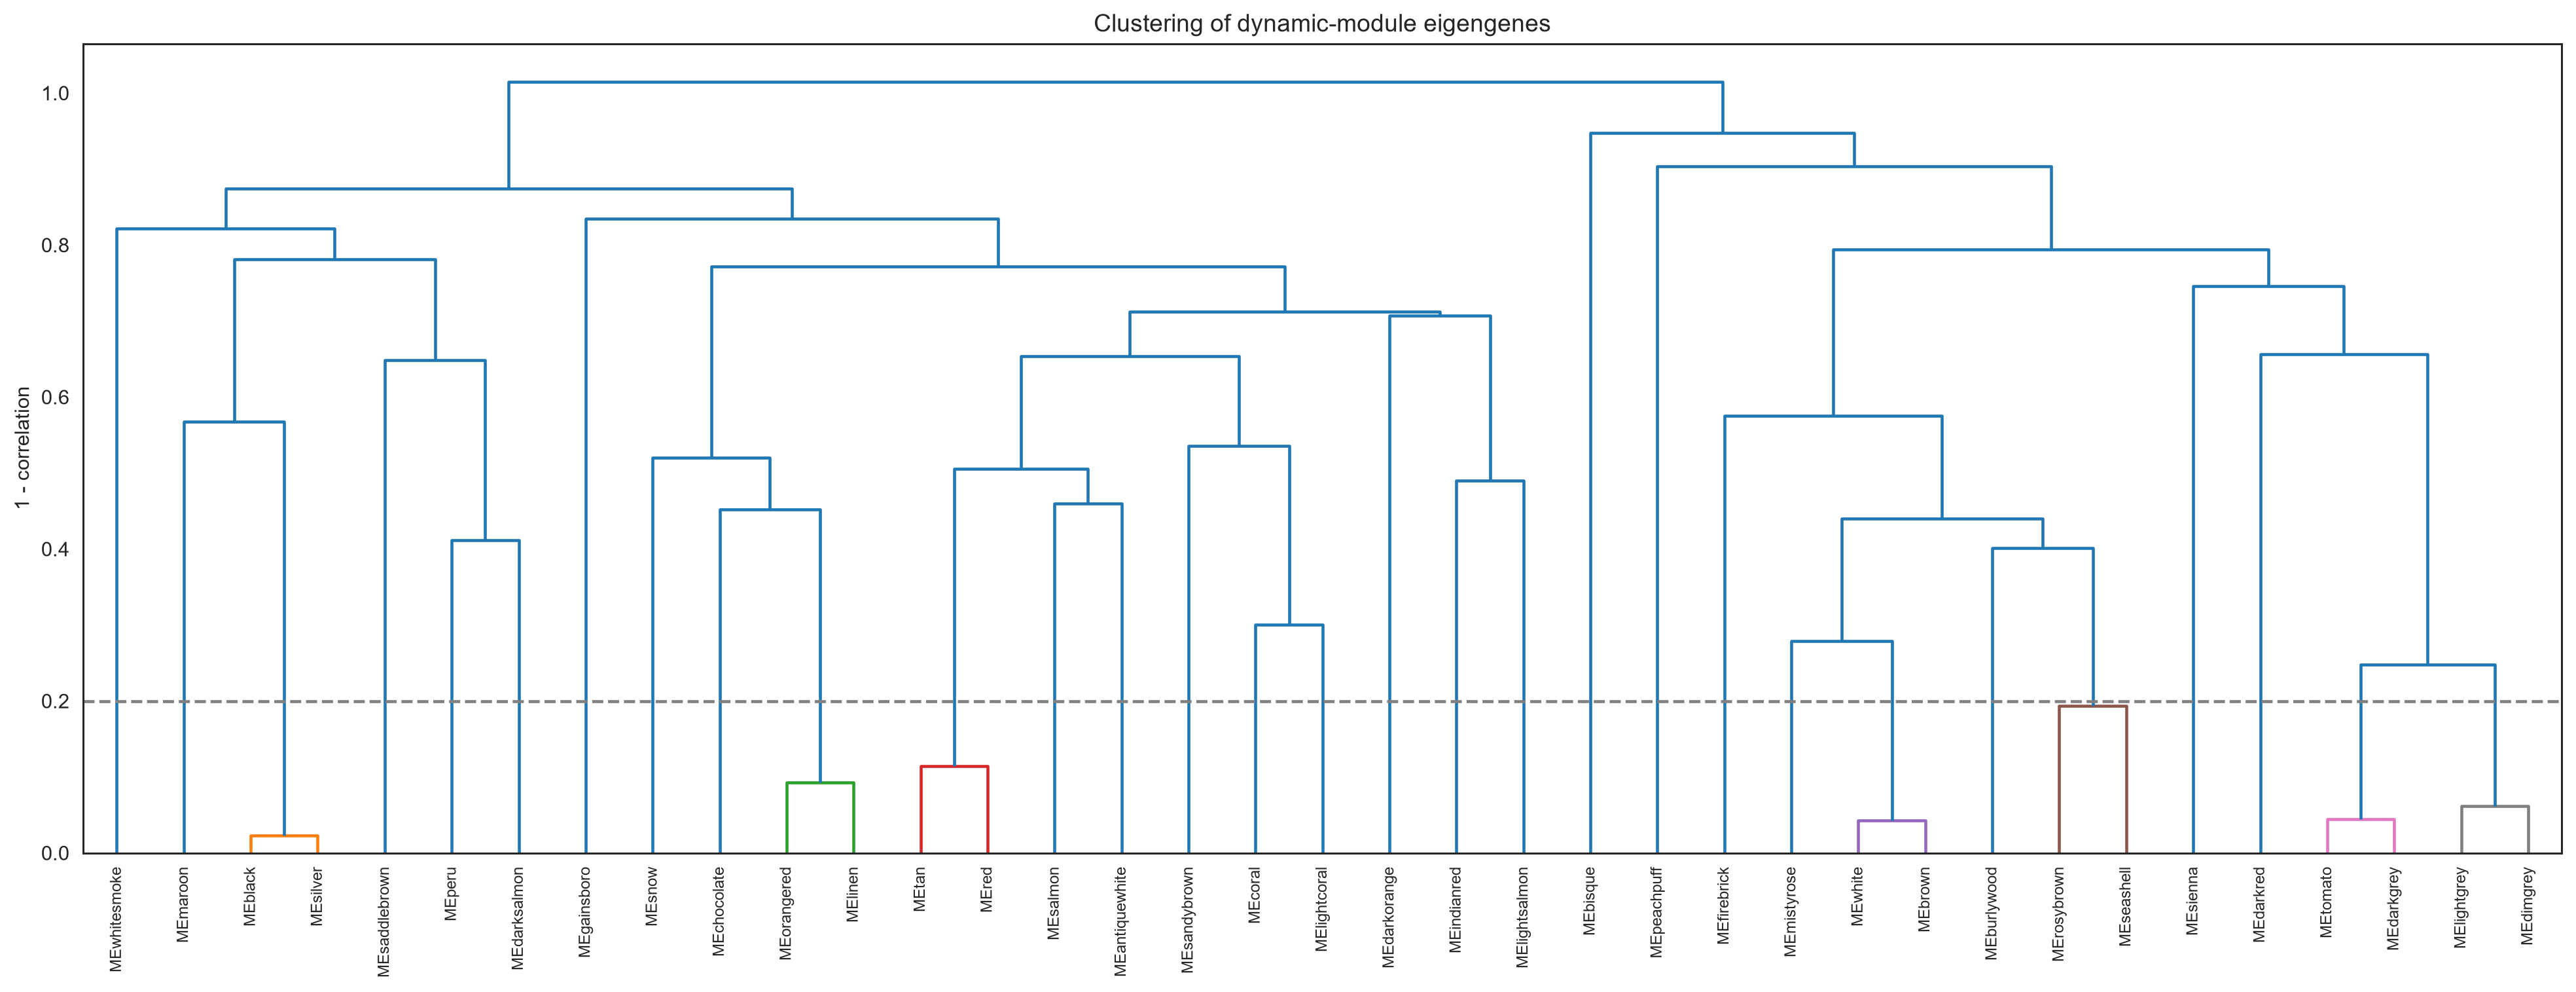 Clustering of dynamic-module eigengenes
1 - correlation
1.0
0.8
0.6
0.4
0.2
0.0
MEwhitesmoke
MEmaroon
MEblack
MEsilver
MEsaddlebrown
MEperu
MEdarksalmon
MEgainsboro
MEsnow
MEchocolate
MEorangered
MElinen
MEtan
MEred
MEsalmon
MEantiquewhite
MEsandybrown
MEcoral
MElightcoral
MEdarkorange
MEindianred
MElightsalmon
MEbisque
MEpeachpuff
MEfirebrick
MEmistyrose
MEwhite
MEbrown
MEburlywood
MErosybrown
MEseashell
MEsienna
MEdarkred
MEtomato
MEdarkgrey
MElightgrey
MEdimgrey